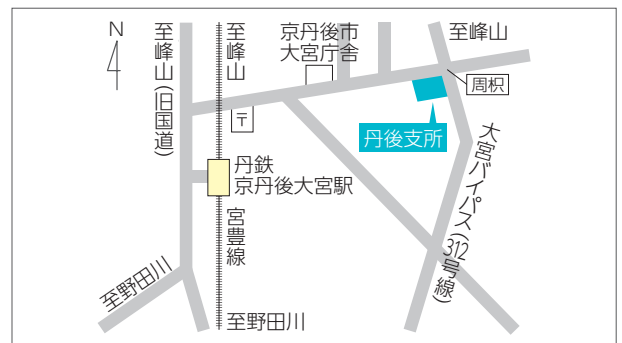 N
至峰山(旧国道)
至峰山
京丹後市
大宮庁舎
至峰山
周枳
〒
丹後支所
丹鉄
京丹後大宮駅
宮豊線
大宮バイパス(312号線)
至野田川
至野田川